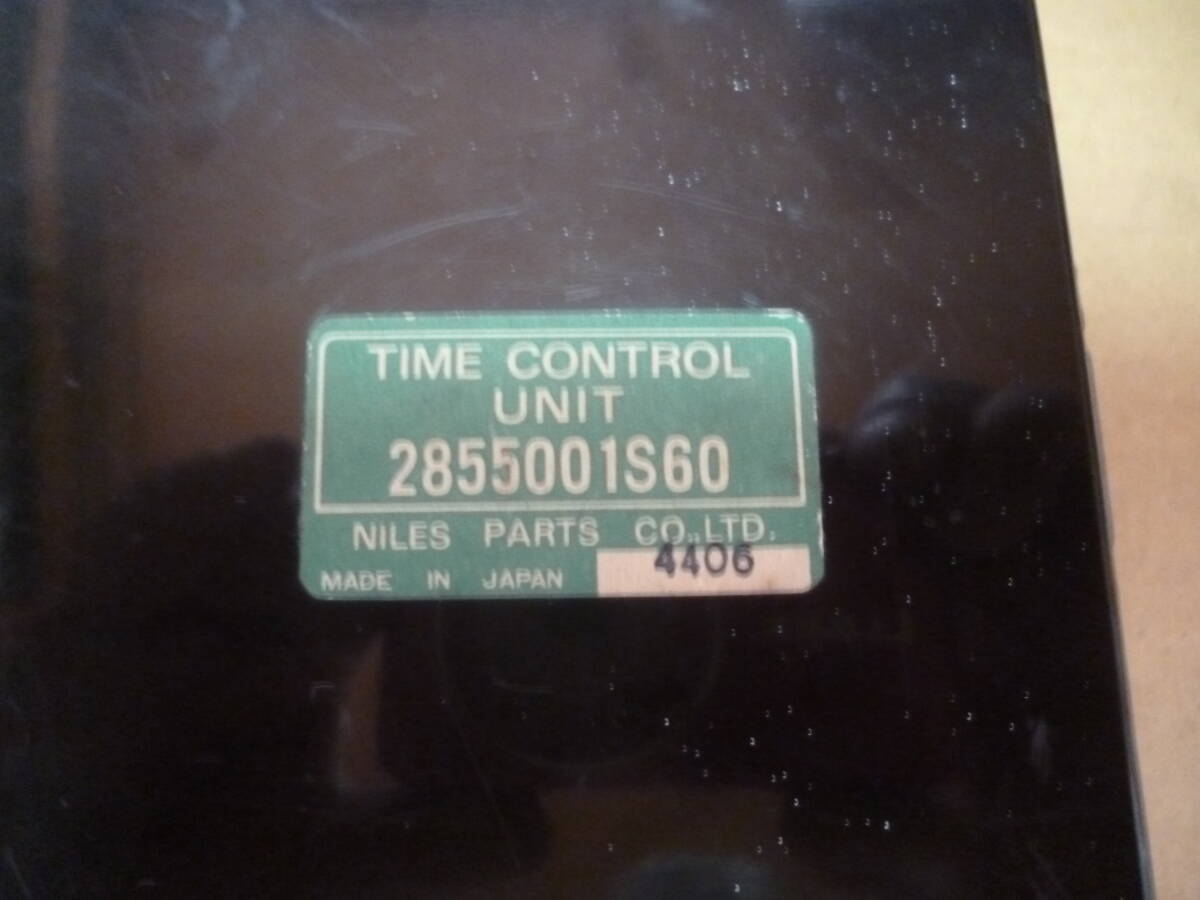 TIME CONTROL
UNIT
2855001S60
NILES PARTS CO.,LTD.
4406
MADE IN JAPAN